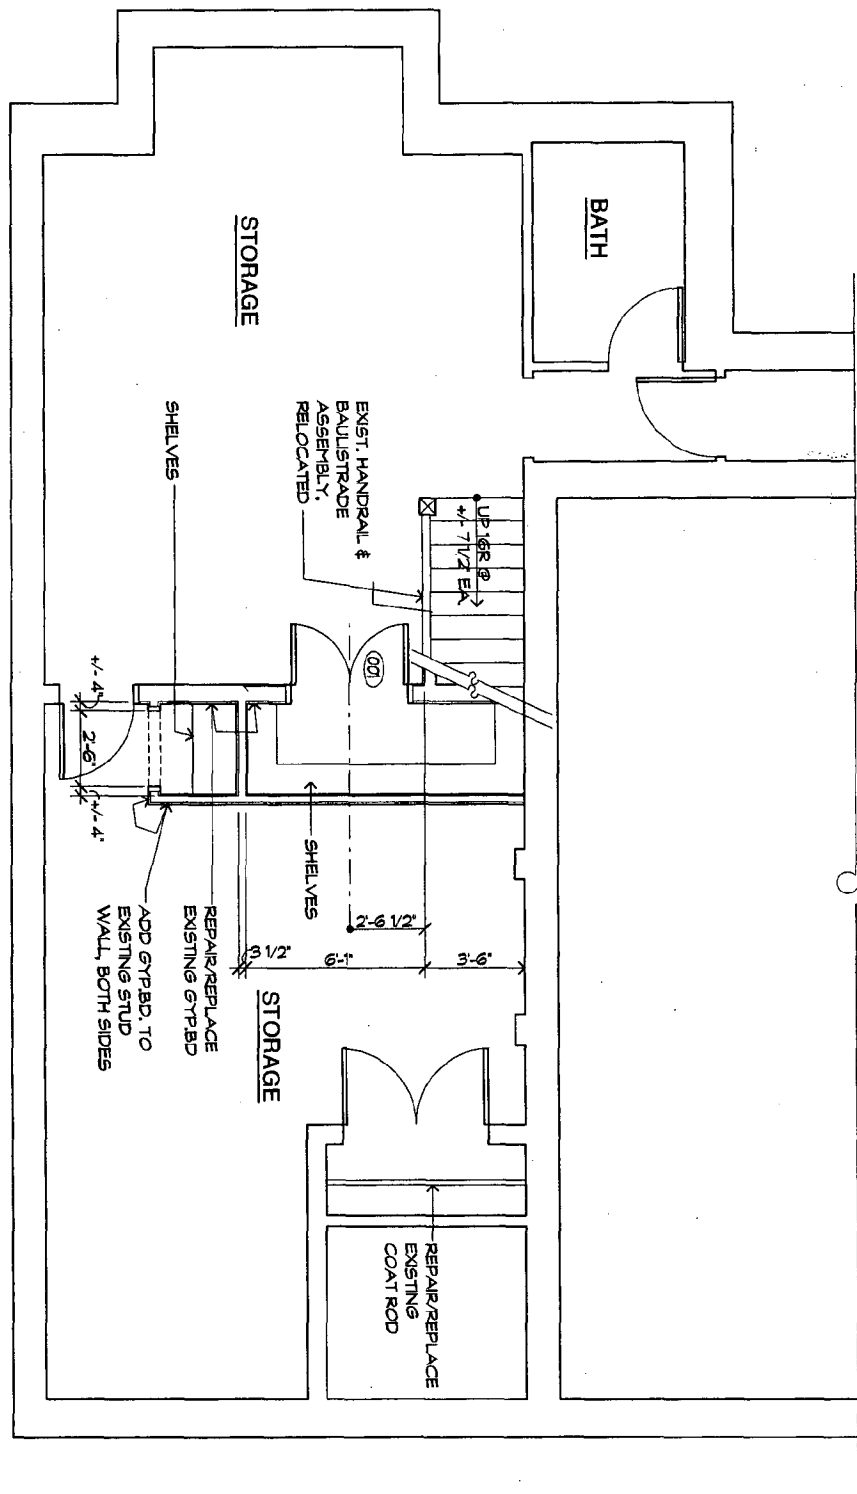 BATH
STORAGE
EXIST. HANDRAIL &
BAULISTRADE
ASSEMBLY.
RELOCATED
SHELVES
UP 16R @
+/- 7 1/2" EA.
001
+/- 4"
2'-6"
+/- 4"
SHELVES
2'-6 1/2"
3 1/2"
6'-1"
3'-6"
REPAIR/REPLACE
EXISTING GYP.BD
ADD GYP.BD. TO
EXISTING STUD
WALL, BOTH SIDES
STORAGE
REPAIR/REPLACE
EXISTING
COAT ROD